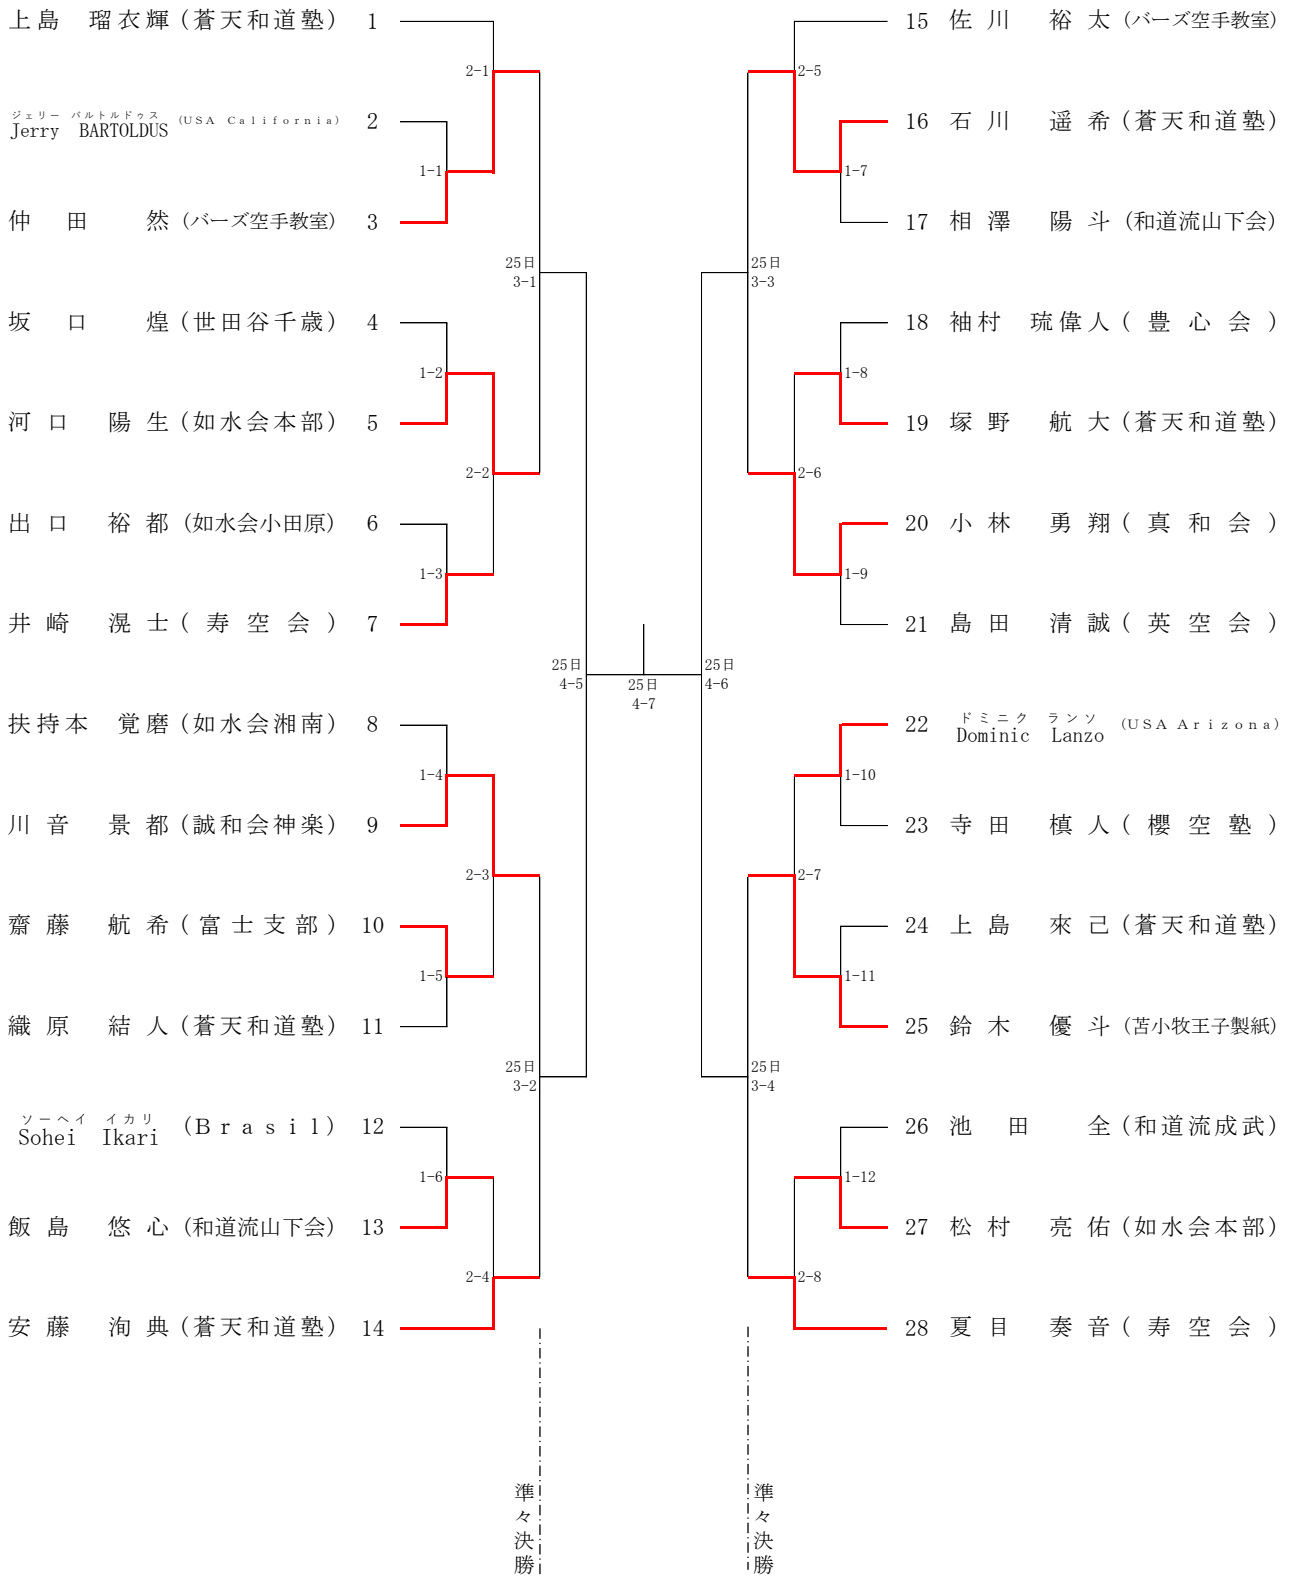 上島 瑠衣輝 (蒼天和道塾) 1
2-1
ジェリー バルトルドゥス
Jerry BARTOLDUS (USA California) 2
1-1
仲田 然 (バーズ空手教室) 3
25日
3-1
坂口 煌 (世田谷千歳) 4
1-2
河口 陽生 (如水会本部) 5
2-2
出口 裕都 (如水会小田原) 6
1-3
井崎 滉士 (寿空会) 7
25日
4-5
扶持本 覚磨 (如水会湘南) 8
1-4
川音 景都 (誠和会神楽) 9
2-3
齋藤 航希 (富士支部) 10
1-5
織原 結人 (蒼天和道塾) 11
25日
3-2
ソーヘイ イカリ
Sohei Ikari (Brasil) 12
1-6
飯島 悠心 (和道流山下会) 13
2-4
安藤 洵典 (蒼天和道塾) 14
準々決勝
25日
4-7
15 佐川 裕太 (バーズ空手教室)
2-5
16 石川 遥希 (蒼天和道塾)
1-7
17 相澤 陽斗 (和道流山下会)
25日
3-3
18 袖村 琉偉人 (豊心会)
1-8
19 塚野 航大 (蒼天和道塾)
2-6
20 小林 勇翔 (真和会)
1-9
21 島田 清誠 (英空会)
25日
4-6
ドミニク ランソ
22 Dominic Lanzo (USA Arizona)
1-10
23 寺田 槙人 (櫻空塾)
2-7
24 上島 來己 (蒼天和道塾)
1-11
25 鈴木 優斗 (苫小牧王子製紙)
25日
3-4
26 池田 全 (和道流成武)
1-12
27 松村 亮佑 (如水会本部)
2-8
28 夏目 奏音 (寿空会)
準々決勝